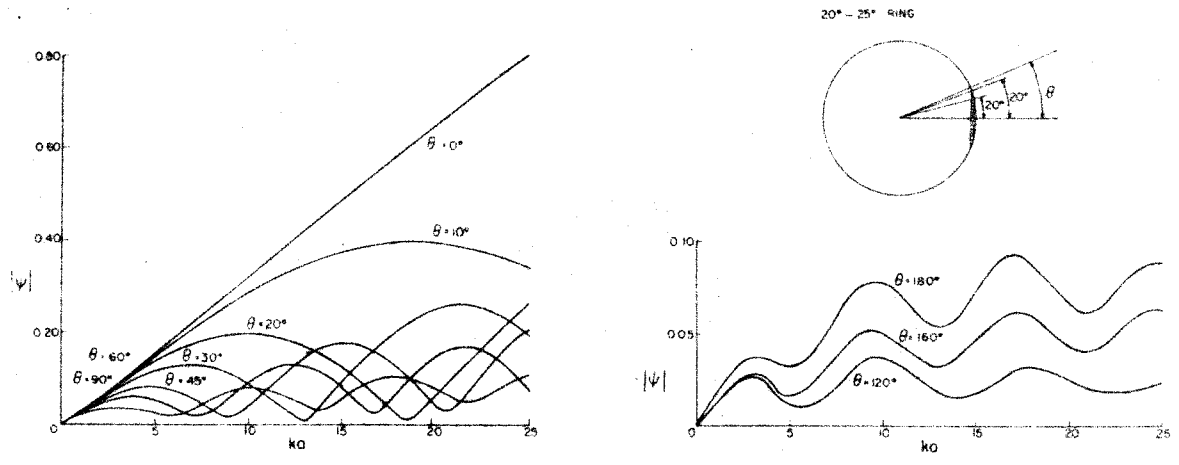 20° - 25° RING
20°
20°
θ
0.80
0.60
0.40
0.20
0
|ψ|
θ = 0°
θ = 10°
θ = 20°
θ = 60°
θ = 30°
θ = 90°
θ = 45°
5
10
15
20
25
ka
0.10
0.05
0
|ψ|
θ = 180°
θ = 160°
θ = 120°
5
10
15
20
25
ka